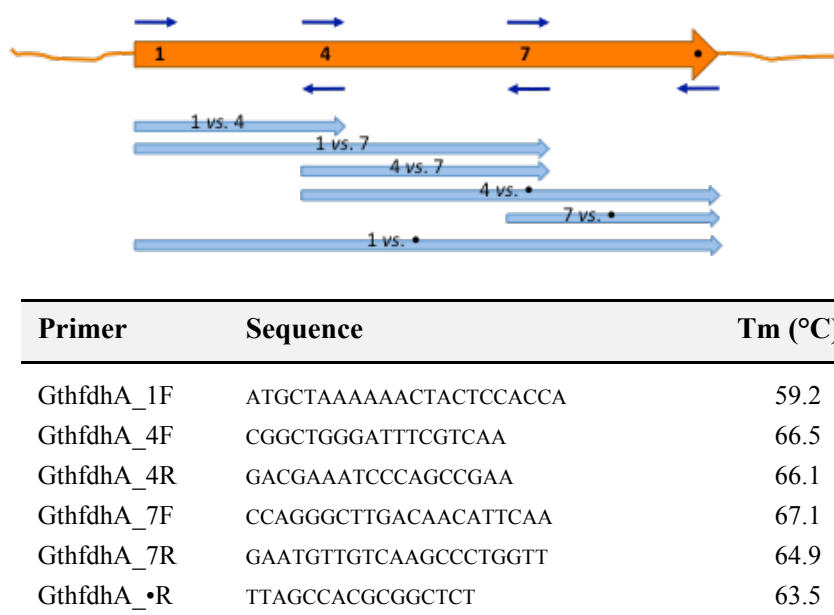 1 4 7 •
1 vs. 4
1 vs. 7
4 vs. 7
4 vs. •
7 vs. •
1 vs. •
Primer Sequence Tm (°C)
GthfdhA_1F ATGCTAAAAAACTACTCCACCA 59.2
GthfdhA_4F CGGCTGGGATTTCGTCAA 66.5
GthfdhA_4R GACGAAATCCCAGCCGAA 66.1
GthfdhA_7F CCAGGGCTTGACAACATTCAA 67.1
GthfdhA_7R GAATGTTGTCAAGCCCTGGTT 64.9
GthfdhA_•R TTAGCCACGCGGCTCT 63.5